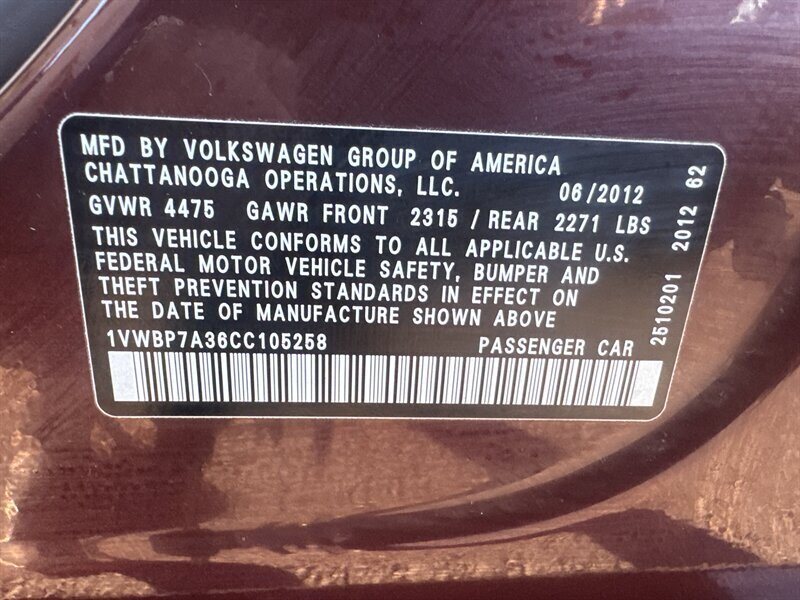 MFD BY VOLKSWAGEN GROUP OF AMERICA
CHATTANOOGA OPERATIONS, LLC. 06/2012
GVWR 4475 GAWR FRONT 2315 / REAR 2271 LBS
THIS VEHICLE CONFORMS TO ALL APPLICABLE U.S.
FEDERAL MOTOR VEHICLE SAFETY, BUMPER AND
THEFT PREVENTION STANDARDS IN EFFECT ON
THE DATE OF MANUFACTURE SHOWN ABOVE
1VWBP7A36CC105258 PASSENGER CAR
2510201 2012 62